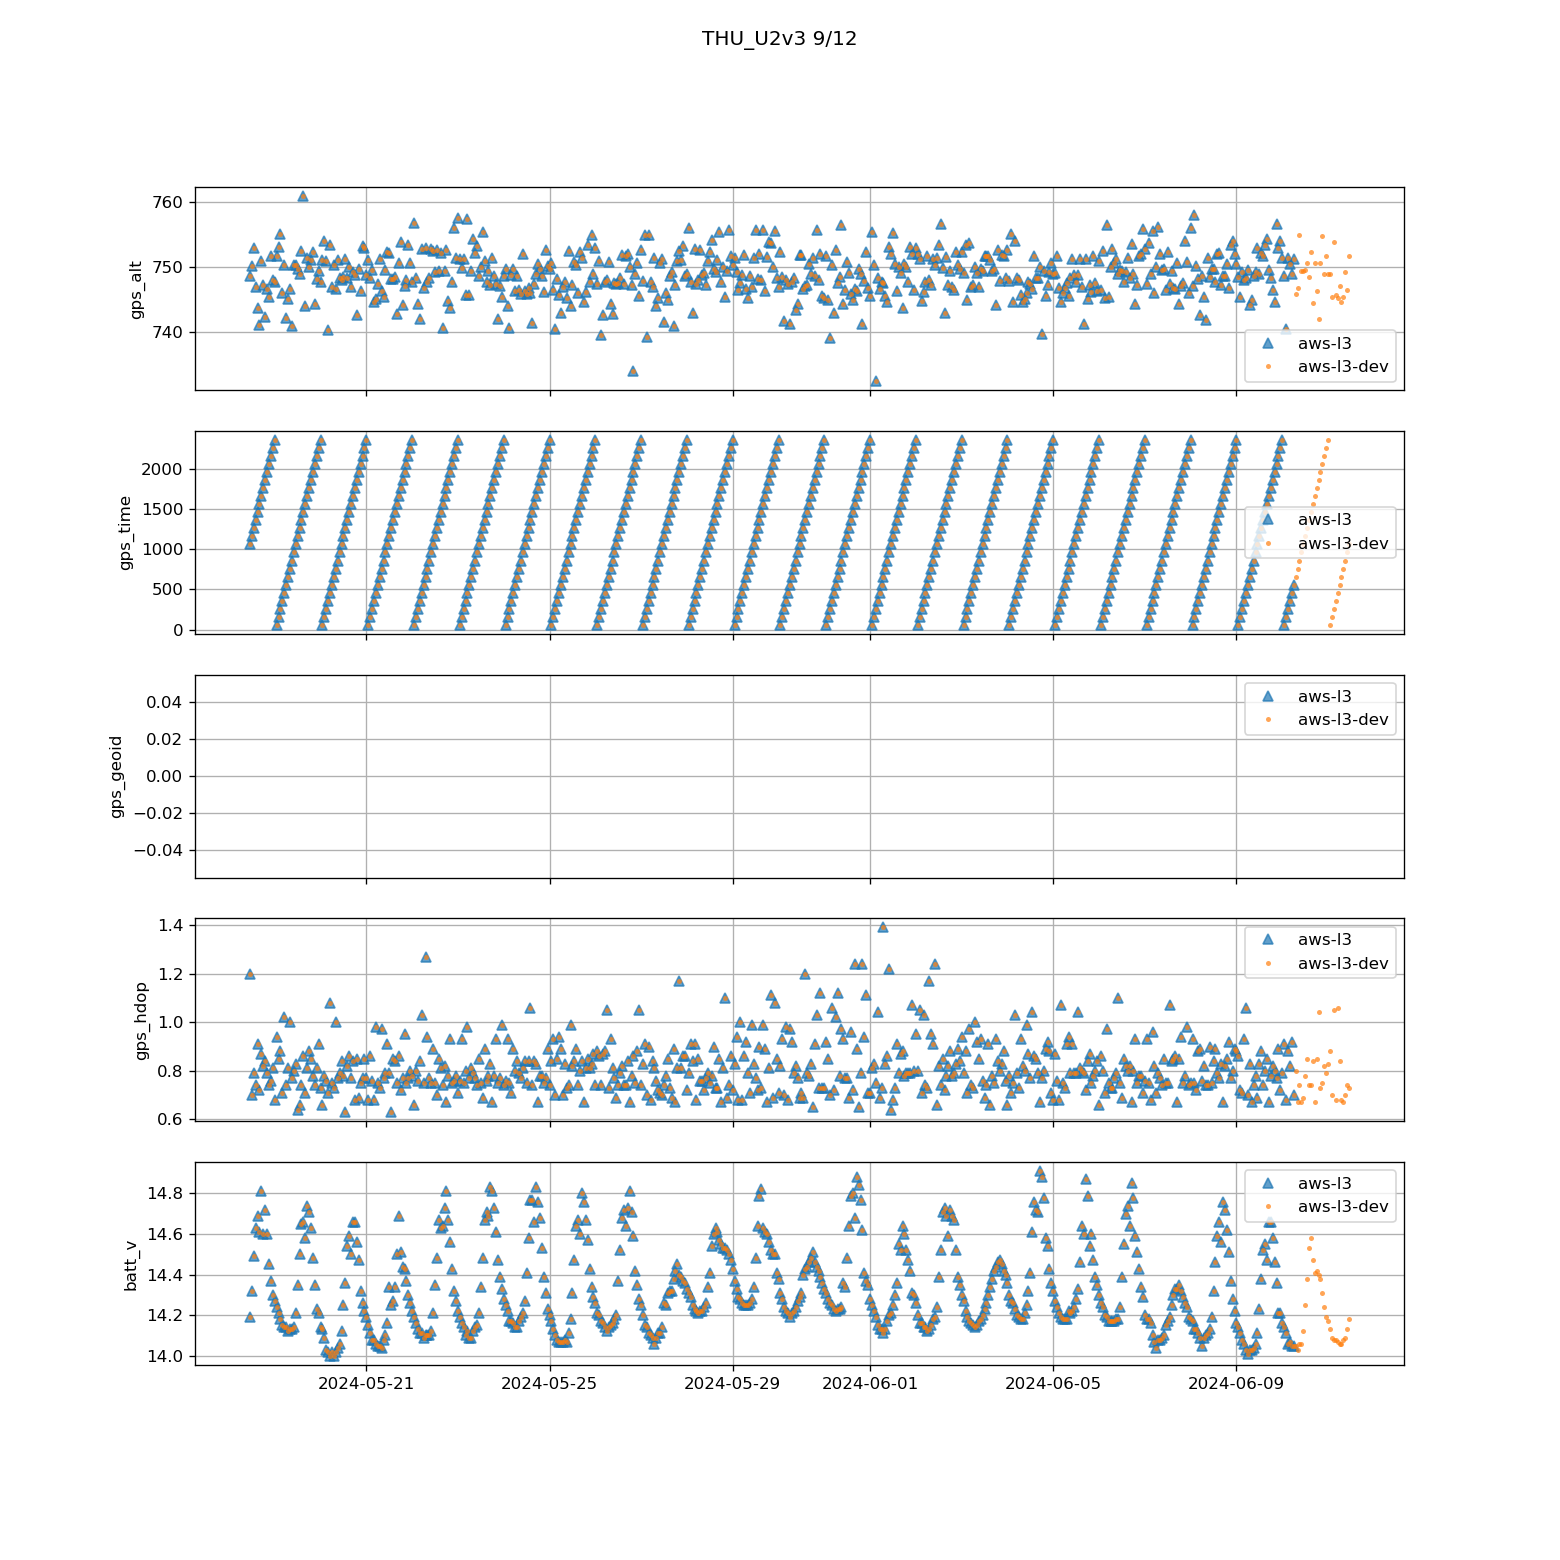 THU_U2v3 9/12
760
750
740
gps_alt
aws-l3
aws-l3-dev
2000
1500
1000
500
0
gps_time
aws-l3
aws-l3-dev
0.04
0.02
0.00
−0.02
−0.04
gps_geoid
aws-l3
aws-l3-dev
1.4
1.2
1.0
0.8
0.6
gps_hdop
aws-l3
aws-l3-dev
14.8
14.6
14.4
14.2
14.0
batt_v
aws-l3
aws-l3-dev
2024-05-21 2024-05-25 2024-05-29 2024-06-01 2024-06-05 2024-06-09